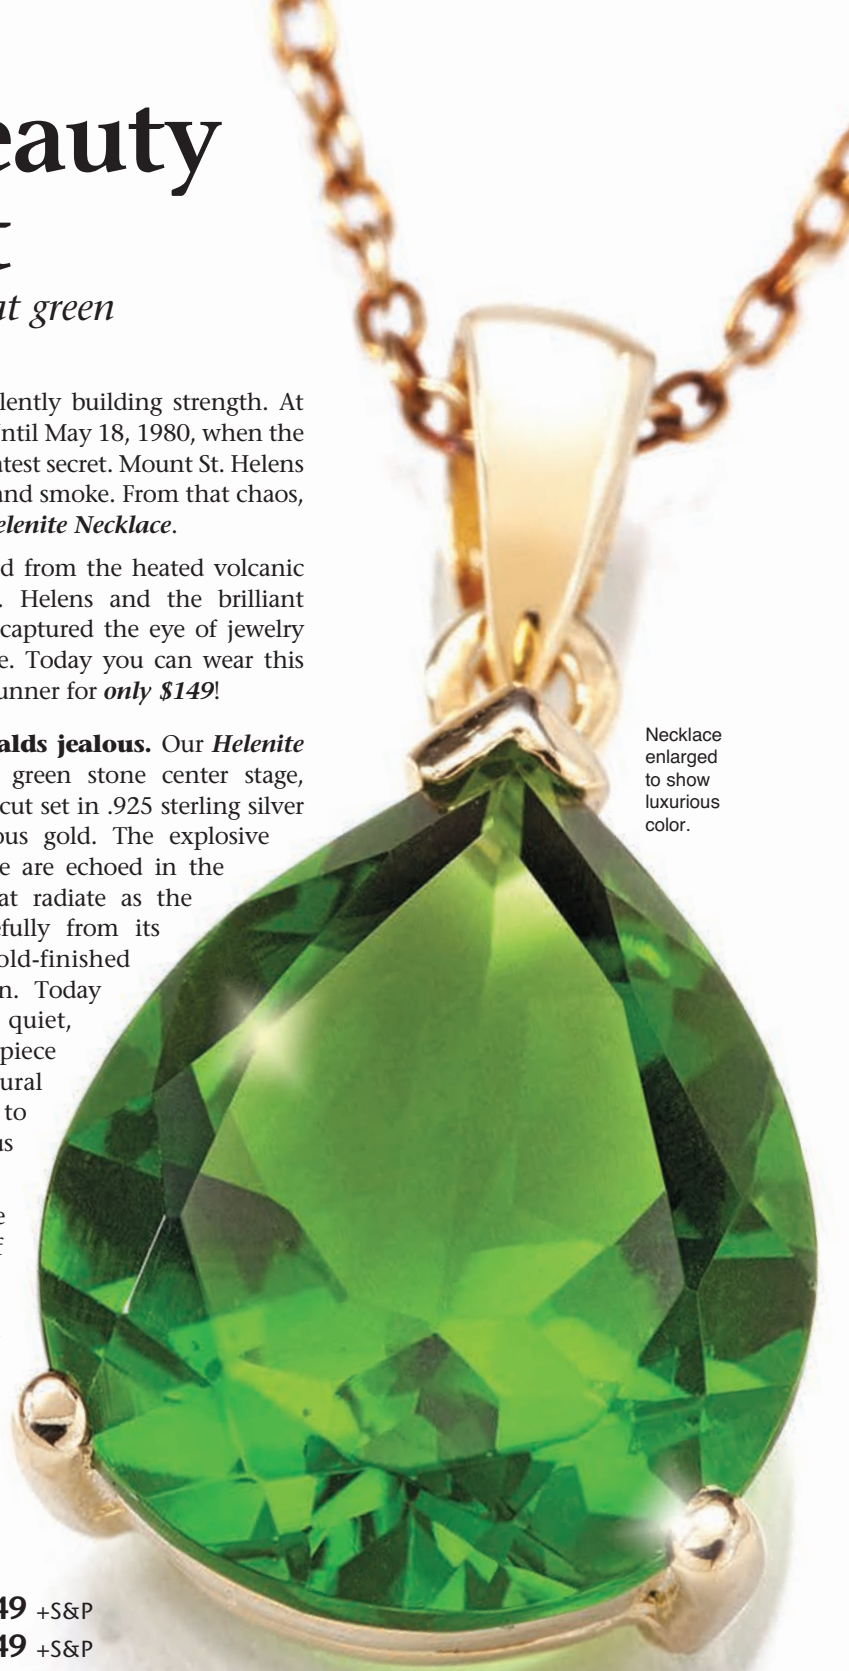 eauty
at green
lently building strength. At
ntil May 18, 1980, when the
atest secret. Mount St. Helens
and smoke. From that chaos,
elenite Necklace.
d from the heated volcanic
. Helens and the brilliant
captured the eye of jewelry
e. Today you can wear this
unner for only $149!
alds jealous. Our Helenite
green stone center stage,
cut set in .925 sterling silver
ous gold. The explosive
e are echoed in the
at radiate as the
efully from its
old-finished
n. Today
quiet,
piece
ural
to
us
e
Necklace
enlarged
to show
luxurious
color.
49 +S&P
49 +S&P